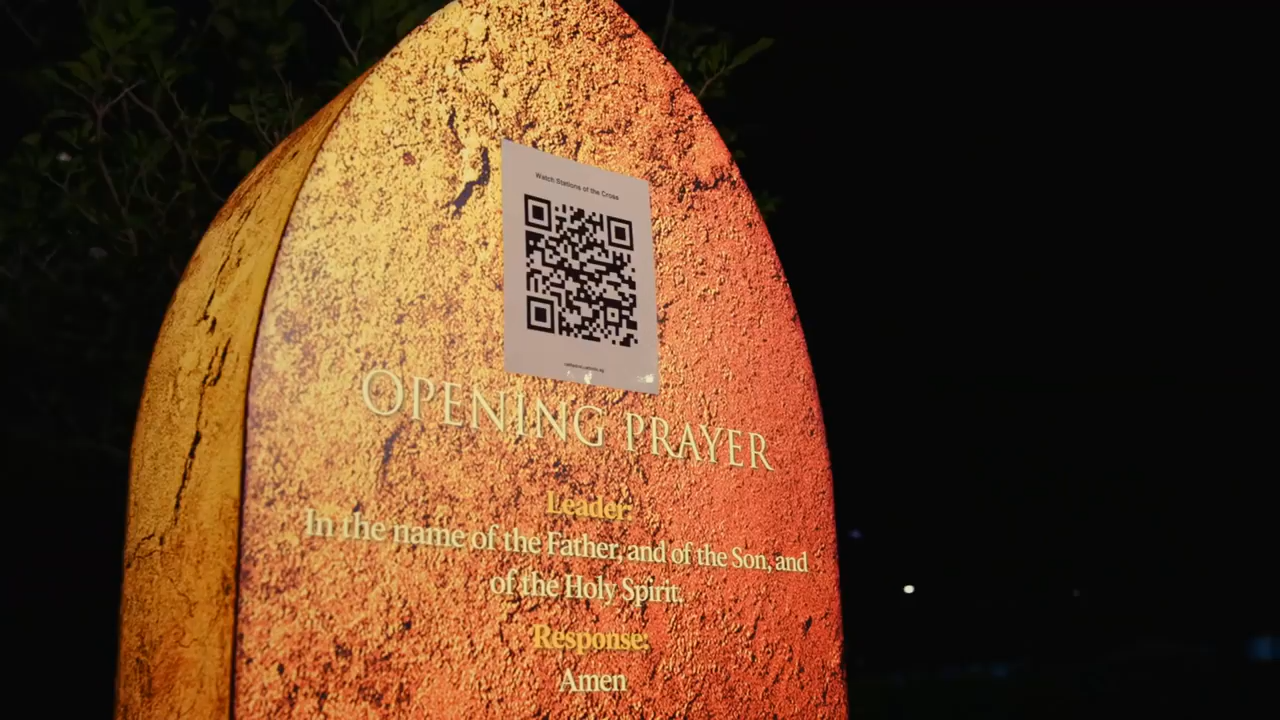 Watch Stations of the Cross
OPENING PRAYER
Leader:
In the name of the Father, and of the Son, and
of the Holy Spirit.
Response:
Amen